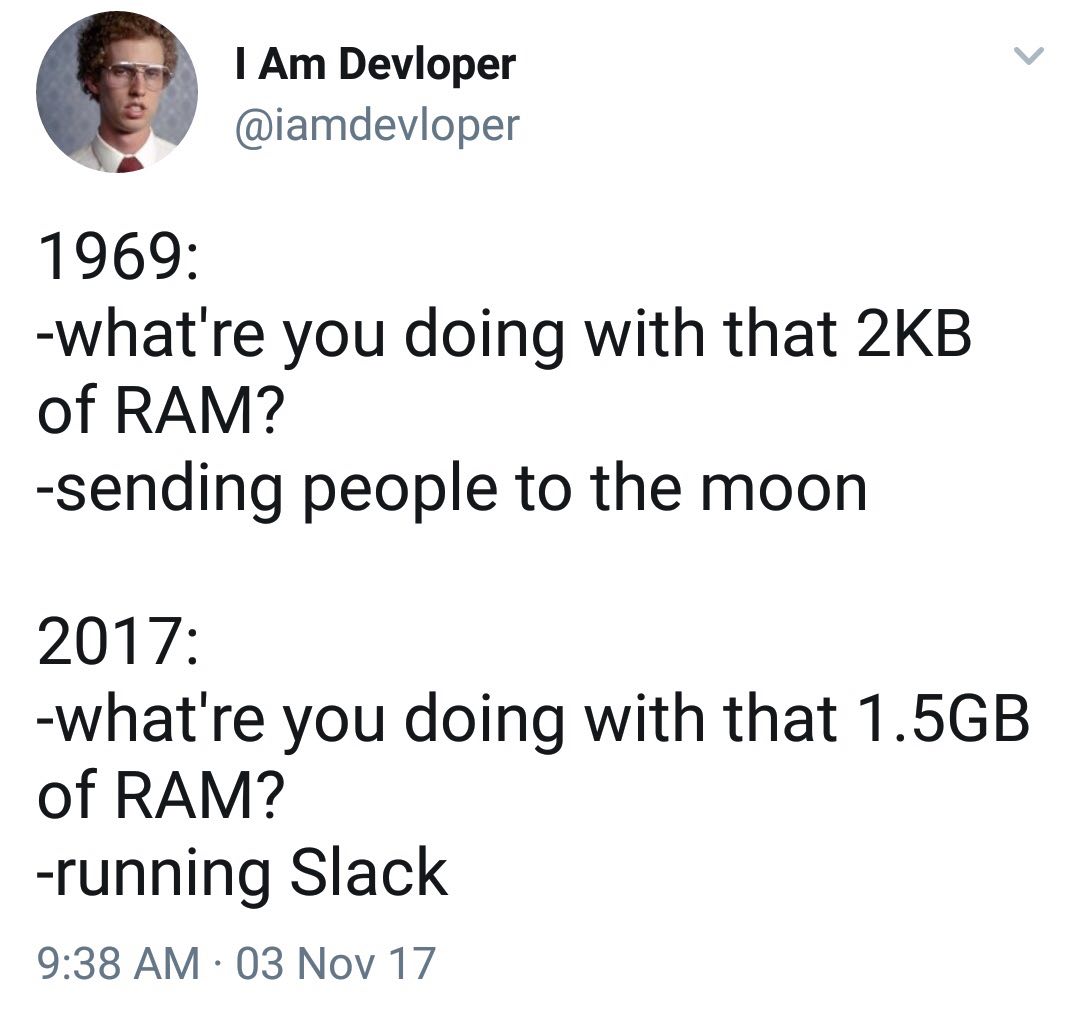 I Am Devloper
@iamdevloper
1969:
-what're you doing with that 2KB
of RAM?
-sending people to the moon
2017:
-what're you doing with that 1.5GB
of RAM?
-running Slack
9:38 AM · 03 Nov 17